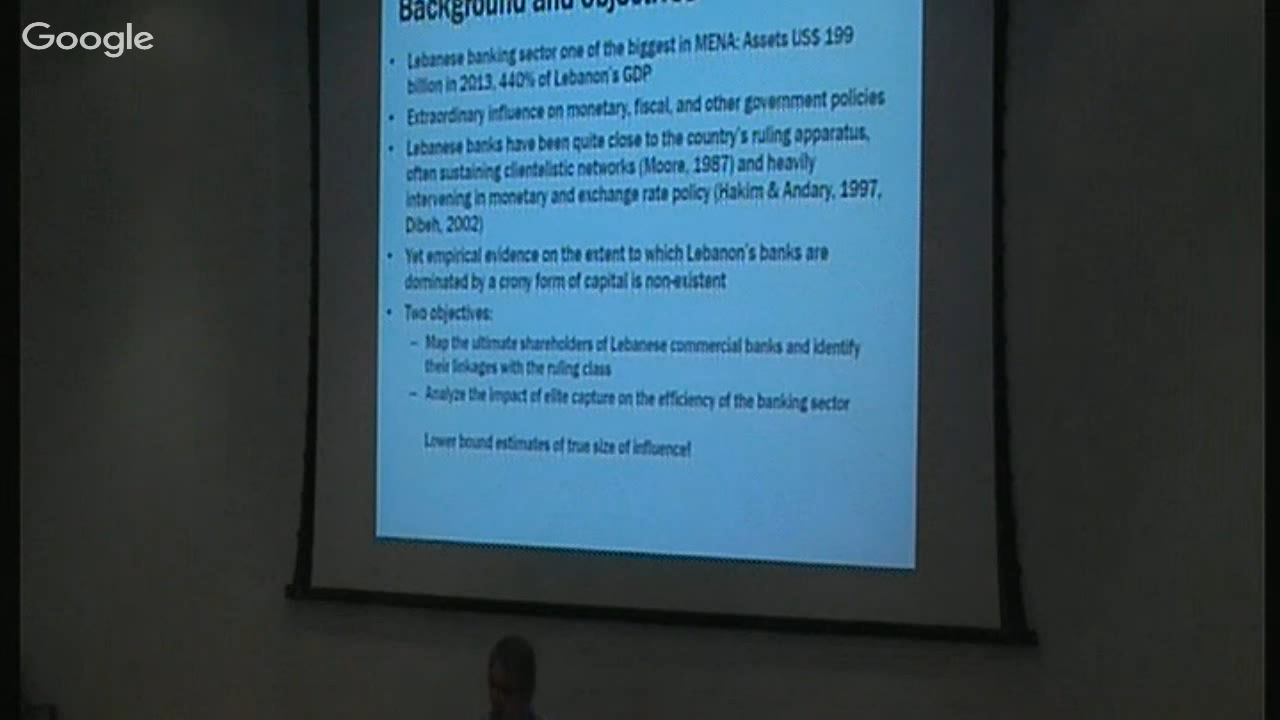 Google
Background and objectives
• Lebanese banking sector one of the biggest in MENA: Assets US$ 199
billion in 2013, 440% of Lebanon's GDP
• Extraordinary influence on monetary, fiscal, and other government policies
• Lebanese banks have been quite close to the country's ruling apparatus,
often sustaining clientelistic networks (Moore, 1987) and heavily
intervening in monetary and exchange rate policy (Hakim & Andary, 1997,
Dibeh, 2002)
• Yet empirical evidence on the extent to which Lebanon's banks are
dominated by a crony form of capital is non-existent
• Two objectives:
– Map the ultimate shareholders of Lebanese commercial banks and identify
their linkages with the ruling class
– Analyze the impact of elite capture on the efficiency of the banking sector
Lower bound estimates of true size of influence!